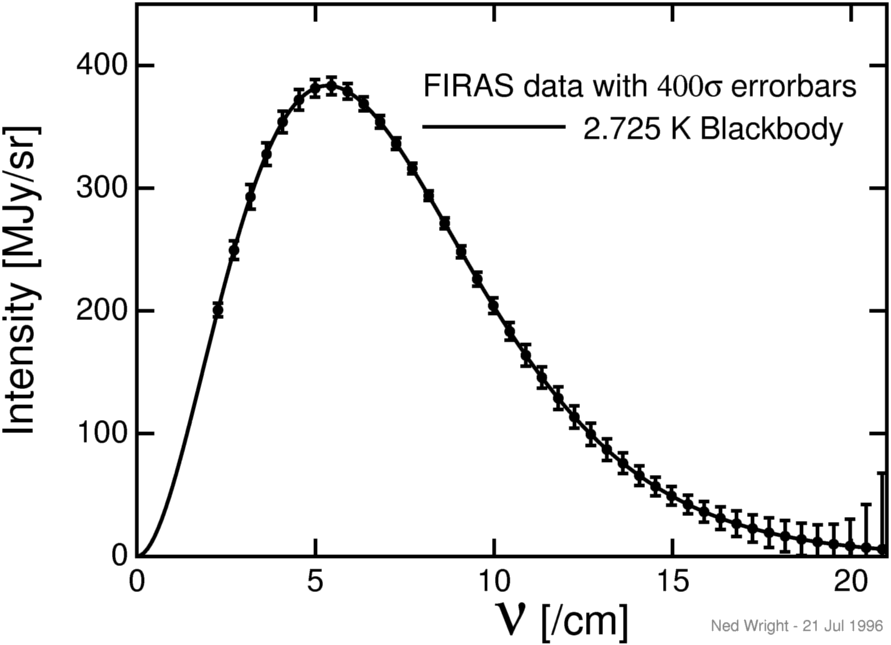 400
300
200
100
0
Intensity [MJy/sr]
FIRAS data with 400σ errorbars
2.725 K Blackbody
0 5 10 15 20
ν [/cm]
Ned Wright - 21 Jul 1996